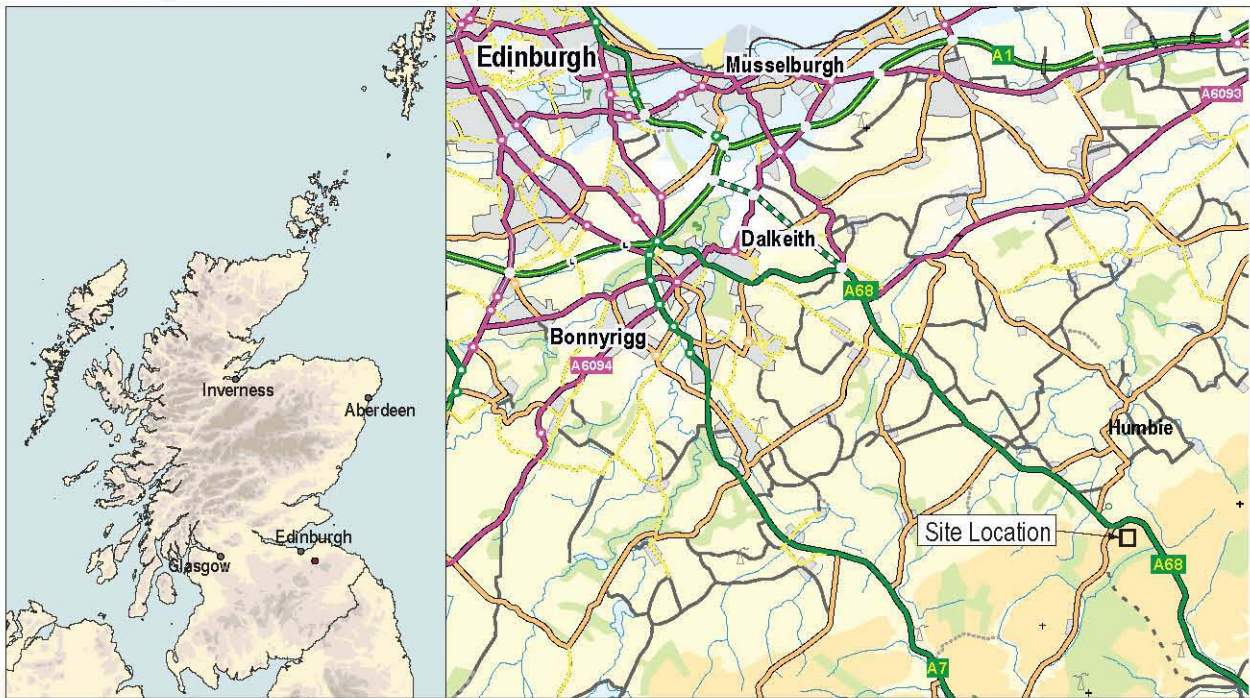 Inverness
Aberdeen
Edinburgh
Glasgow
Edinburgh
Musselburgh
A1
A6093
Dalkeith
A68
Bonnyrigg
A6094
Humbie
Site Location
A68
A7